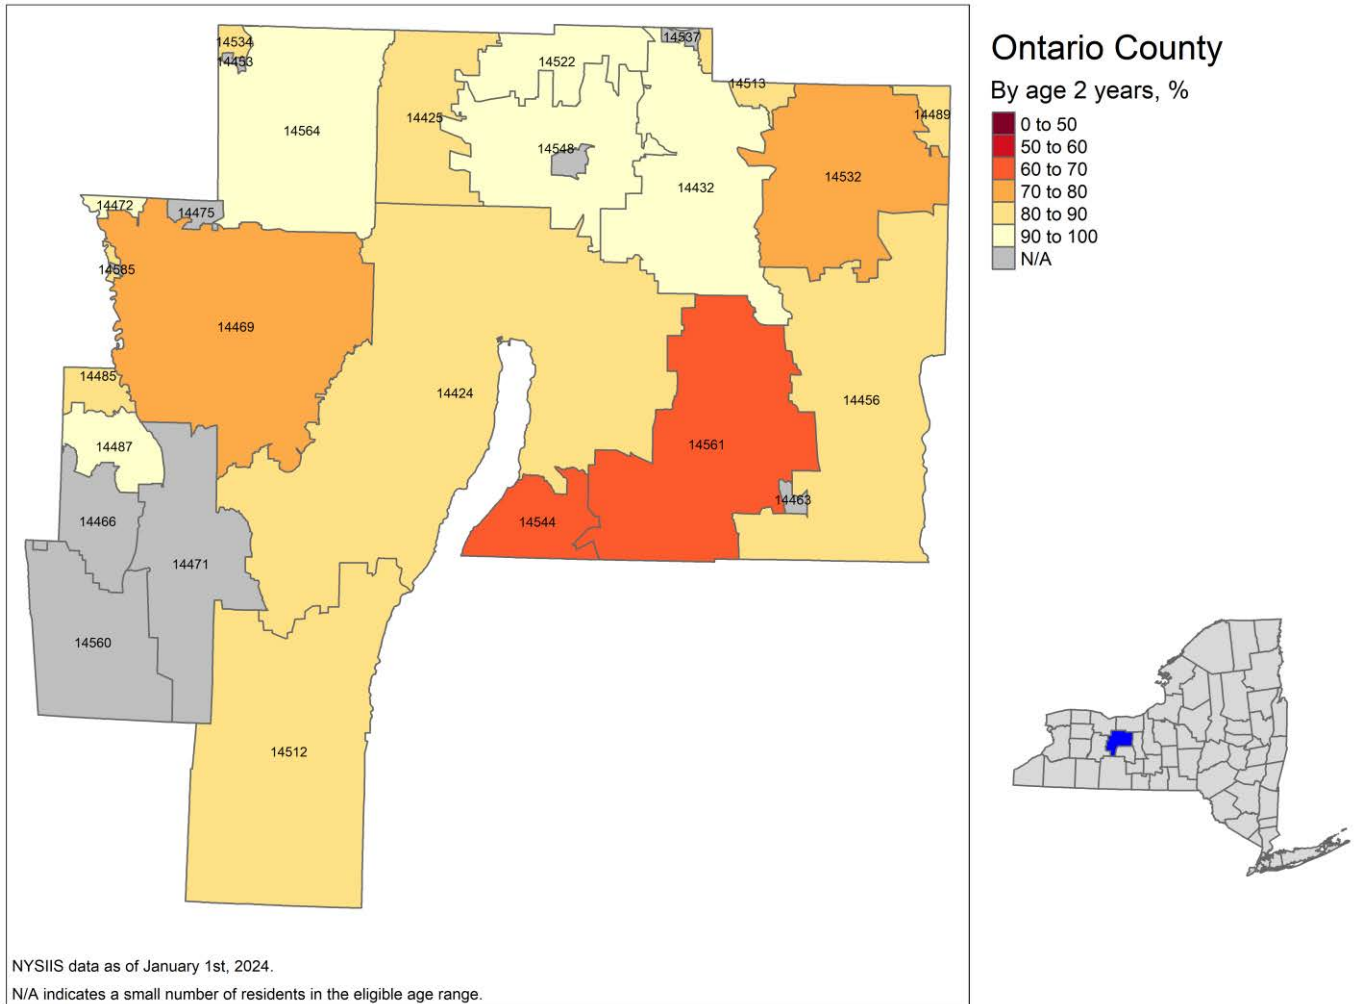 Ontario County
By age 2 years, %
0 to 50
50 to 60
60 to 70
70 to 80
80 to 90
90 to 100
N/A
14534
14453
14537
14522
14513
14489
14425
14564
14548
14532
14432
14472
14475
14585
14469
14485
14424
14456
14487
14561
14463
14466
14544
14471
14560
14512
NYSIIS data as of January 1st, 2024.
N/A indicates a small number of residents in the eligible age range.